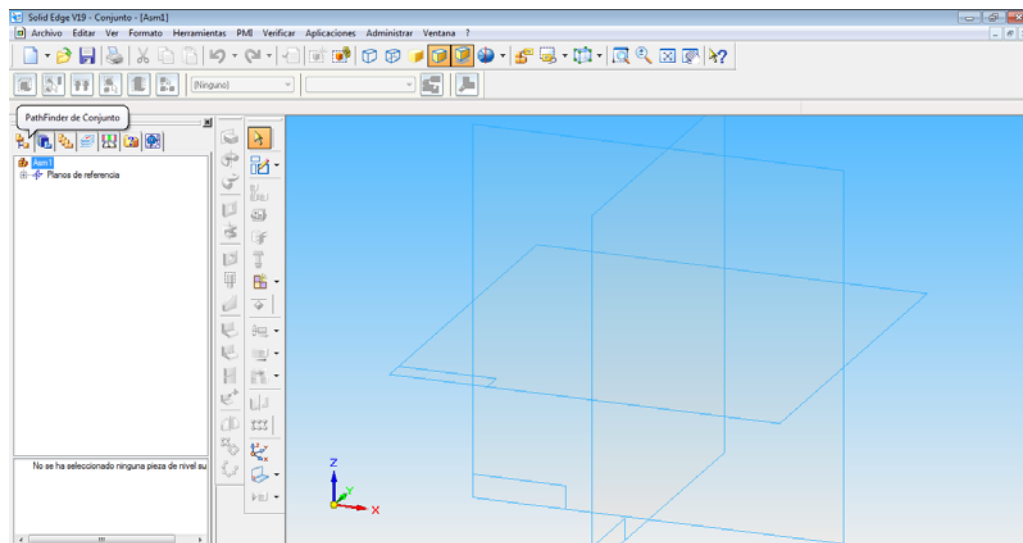 Solid Edge V19 - Conjunto - [Asm1]
Archivo Editar Ver Formato Herramientas PMI Verificar Aplicaciones Administrar Ventana ?
(Ninguno)
PathFinder de Conjunto
Asm1
Planos de referencia
No se ha seleccionado ninguna pieza de nivel su
Z
Y
X